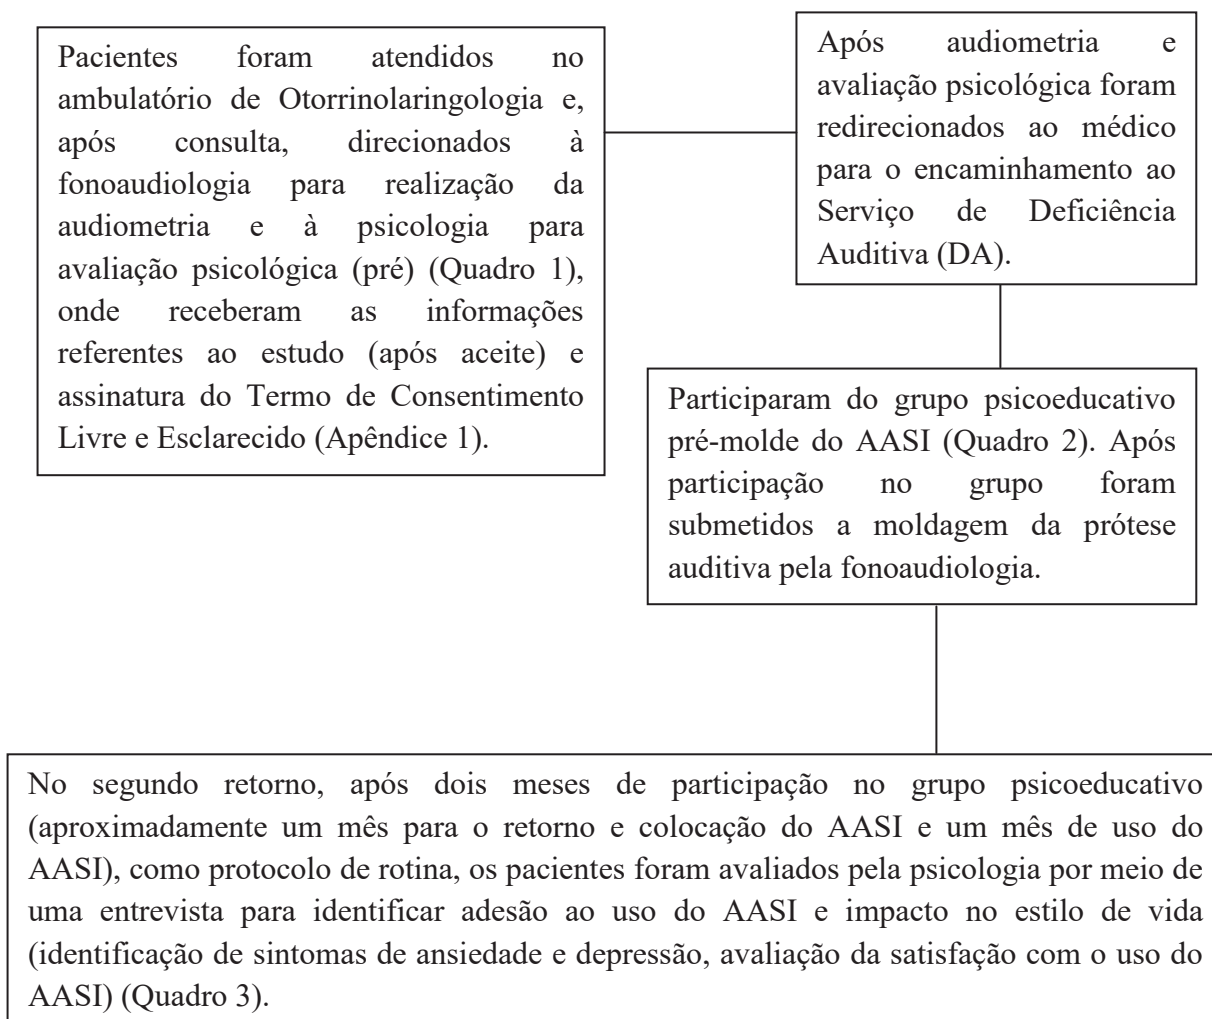 Pacientes foram atendidos no
ambulatório de Otorrinolaringologia e,
após consulta, direcionados à
fonoaudiologia para realização da
audiometria e à psicologia para
avaliação psicológica (pré) (Quadro 1),
onde receberam as informações
referentes ao estudo (após aceite) e
assinatura do Termo de Consentimento
Livre e Esclarecido (Apêndice 1).
Após audiometria e
avaliação psicológica foram
redirecionados ao médico
para o encaminhamento ao
Serviço de Deficiência
Auditiva (DA).
Participaram do grupo psicoeducativo
pré-molde do AASI (Quadro 2). Após
participação no grupo foram
submetidos a moldagem da prótese
auditiva pela fonoaudiologia.
No segundo retorno, após dois meses de participação no grupo psicoeducativo
(aproximadamente um mês para o retorno e colocação do AASI e um mês de uso do
AASI), como protocolo de rotina, os pacientes foram avaliados pela psicologia por meio de
uma entrevista para identificar adesão ao uso do AASI e impacto no estilo de vida
(identificação de sintomas de ansiedade e depressão, avaliação da satisfação com o uso do
AASI) (Quadro 3).